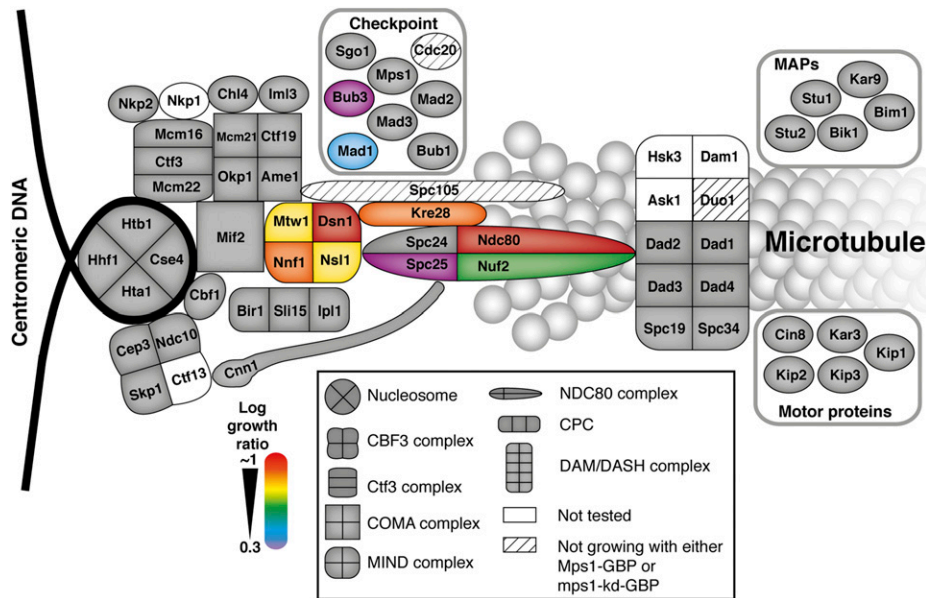 Centromeric DNA
Checkpoint
Sgo1
Cdc20
Mps1
Bub3
Mad2
Mad3
Mad1
Bub1
MAPs
Kar9
Stu1
Bim1
Stu2
Bik1
Nkp2
Nkp1
Chl4
Iml3
Mcm16
Mcm21
Ctf19
Ctf3
Okp1
Ame1
Mcm22
Spc105
Hsk3
Dam1
Ask1
Duo1
Htb1
Hhf1
Cse4
Hta1
Mif2
Mtw1
Dsn1
Nnf1
Nsl1
Kre28
Spc24
Ndc80
Spc25
Nuf2
Dad2
Dad1
Dad3
Dad4
Spc19
Spc34
Microtubule
Cbf1
Bir1
Sli15
Ipl1
Cep3
Ndc10
Skp1
Ctf13
Cnn1
Cin8
Kar3
Kip1
Kip2
Kip3
Motor proteins
Log
growth
ratio
~1
0.3
Nucleosome
CBF3 complex
Ctf3 complex
COMA complex
MIND complex
NDC80 complex
CPC
DAM/DASH complex
Not tested
Not growing with either
Mps1-GBP or
mps1-kd-GBP